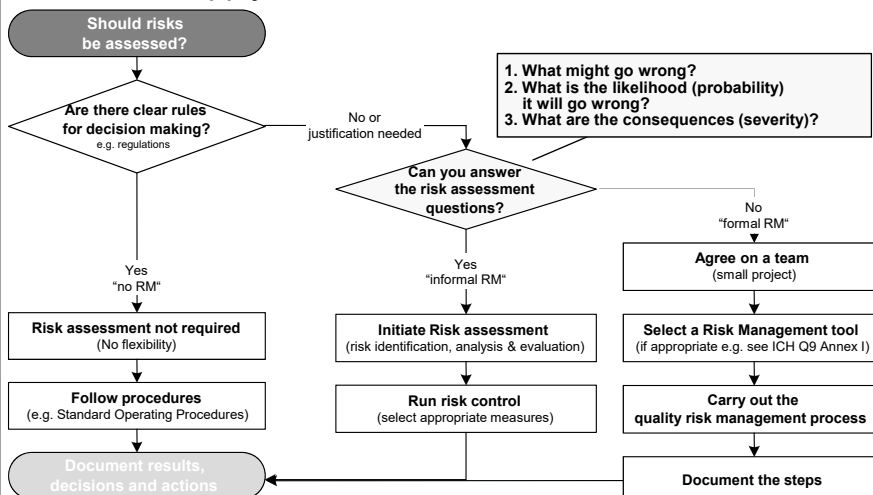 Should risks
be assessed?
Are there clear rules
for decision making?
e.g. regulations
No or
justification needed
1. What might go wrong?
2. What is the likelihood (probability)
it will go wrong?
3. What are the consequences (severity)?
Can you answer
the risk assessment
questions?
Yes
“no RM“
Yes
“informal RM“
No
“formal RM“
Risk assessment not required
(No flexibility)
Follow procedures
(e.g. Standard Operating Procedures)
Document results,
decisions and actions
Initiate Risk assessment
(risk identification, analysis & evaluation)
Run risk control
(select appropriate measures)
Agree on a team
(small project)
Select a Risk Management tool
(if appropriate e.g. see ICH Q9 Annex I)
Carry out the
quality risk management process
Document the steps